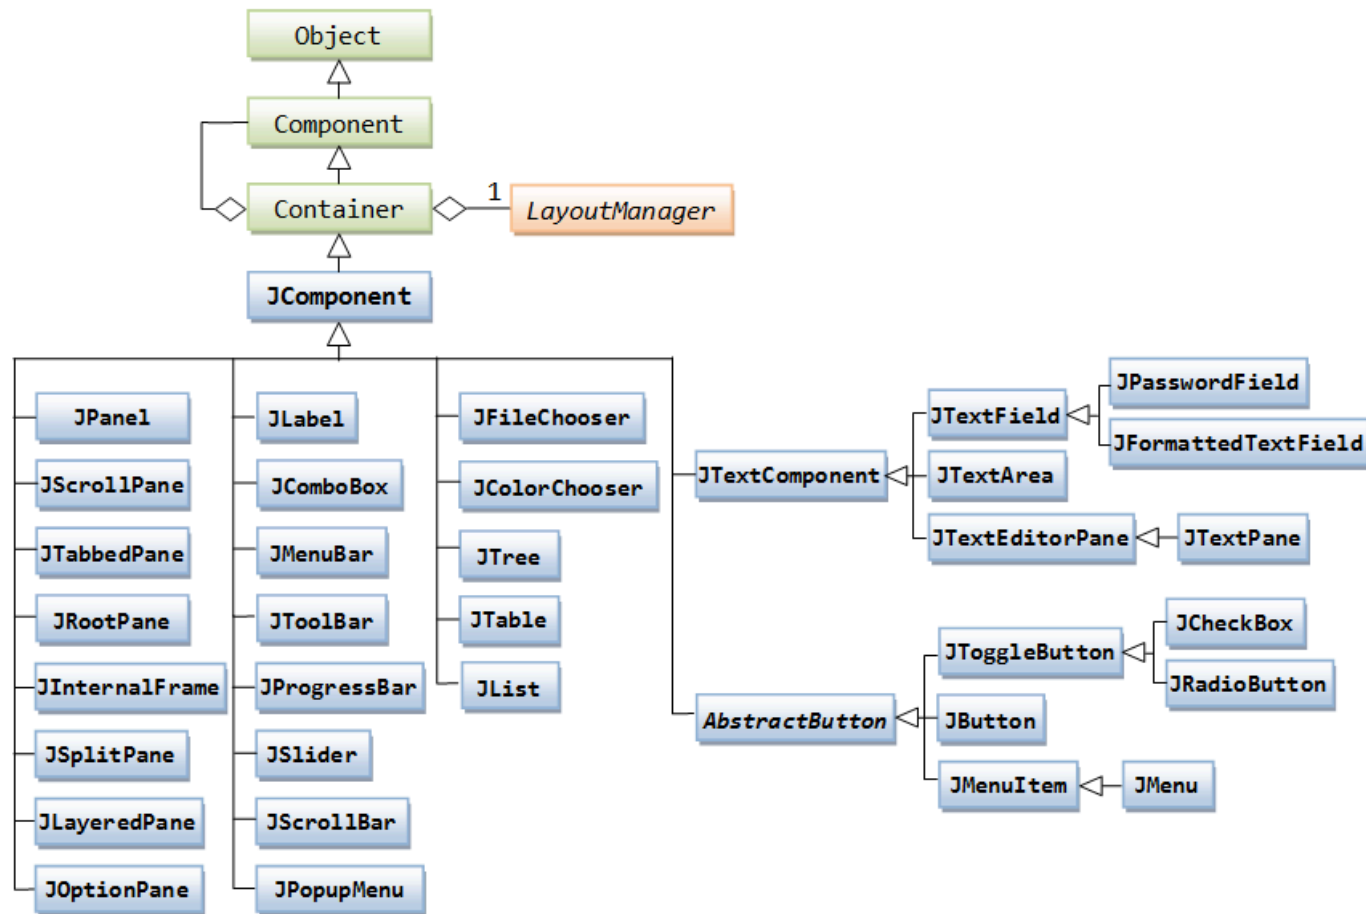 Object
Component
Container
1
LayoutManager
JComponent
JPanel
JScrollPane
JTabbedPane
JRootPane
JInternalFrame
JSplitPane
JLayeredPane
JOptionPane
JLabel
JComboBox
JMenuBar
JToolBar
JProgressBar
JSlider
JScrollBar
JPopupMenu
JFileChooser
JColorChooser
JTree
JTable
JList
JTextComponent
JTextField
JPasswordField
JFormattedTextField
JTextArea
JTextEditorPane
JTextPane
AbstractButton
JToggleButton
JCheckBox
JRadioButton
JButton
JMenuItem
JMenu